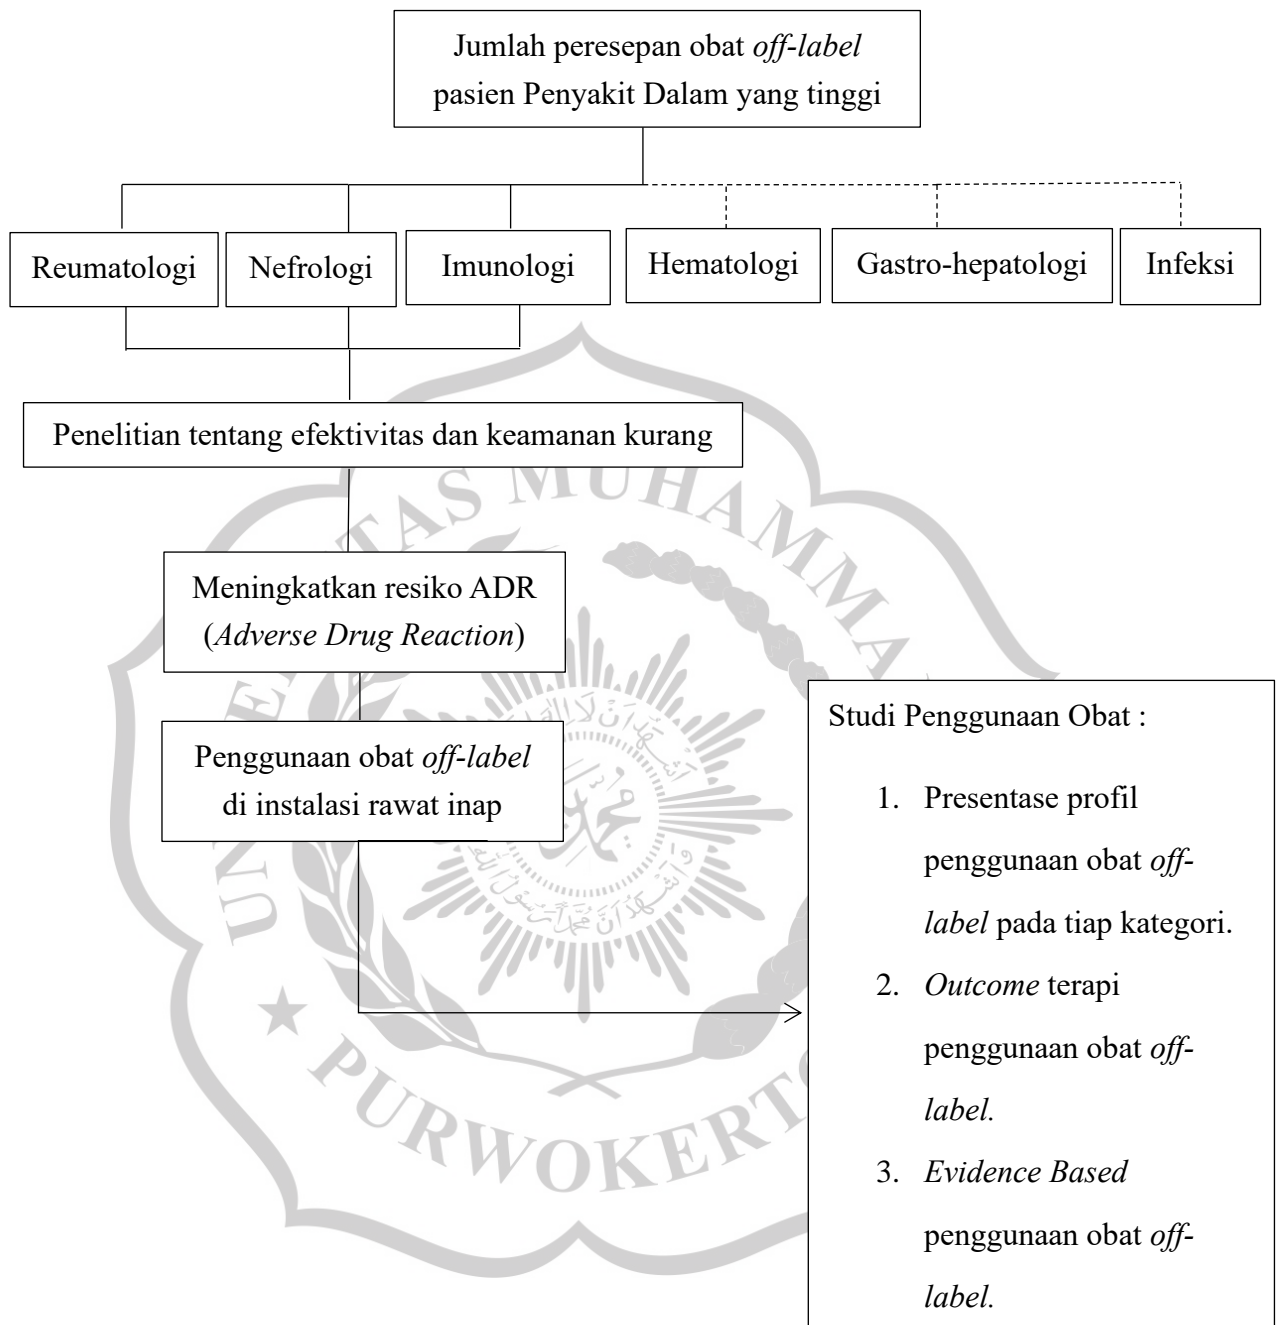 Jumlah peresepan obat off-label
pasien Penyakit Dalam yang tinggi
Reumatologi
Nefrologi
Imunologi
Hematologi
Gastro-hepatologi
Infeksi
Penelitian tentang efektivitas dan keamanan kurang
Meningkatkan resiko ADR
(Adverse Drug Reaction)
Penggunaan obat off-label
di instalasi rawat inap
Studi Penggunaan Obat :
1. Presentase profil
penggunaan obat off-
label pada tiap kategori.
2. Outcome terapi
penggunaan obat off-
label.
3. Evidence Based
penggunaan obat off-
label.
TAS MUHAMMA
PURWOKERTO